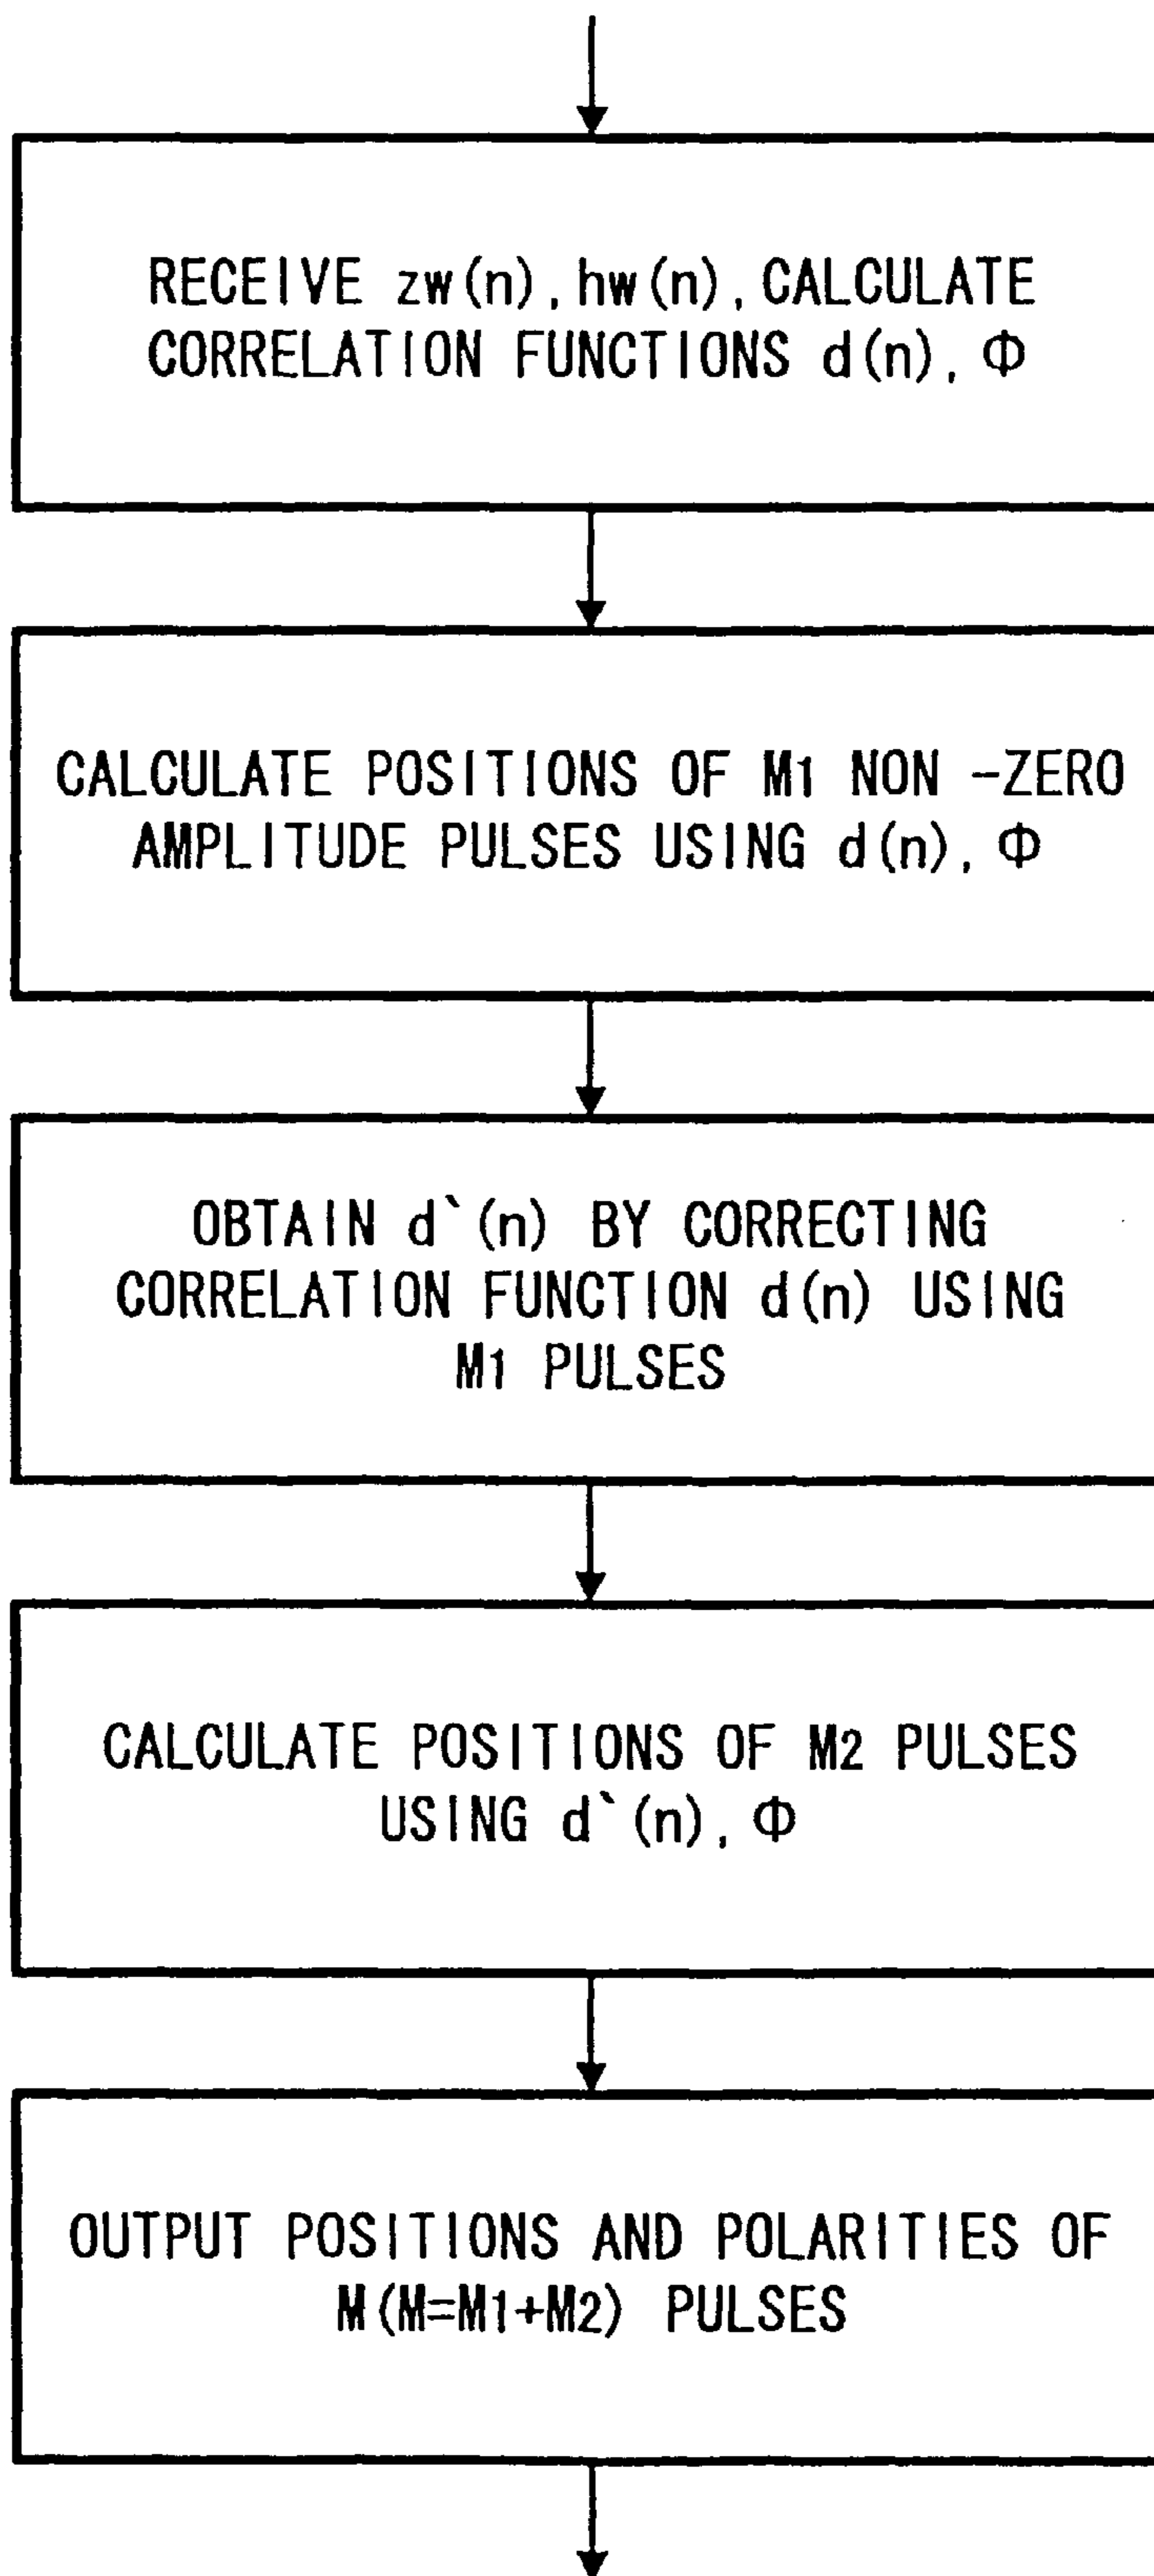 RECEIVE zw(n), hw(n), CALCULATE
CORRELATION FUNCTIONS d(n), Φ
CALCULATE POSITIONS OF M1 NON -ZERO
AMPLITUDE PULSES USING d(n), Φ
OBTAIN d`(n) BY CORRECTING
CORRELATION FUNCTION d(n) USING
M1 PULSES
CALCULATE POSITIONS OF M2 PULSES
USING d`(n), Φ
OUTPUT POSITIONS AND POLARITIES OF
M(M=M1+M2) PULSES